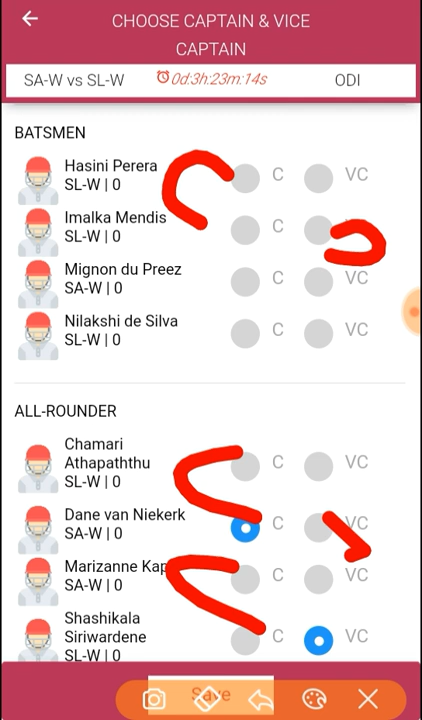 CHOOSE CAPTAIN & VICE
CAPTAIN
SA-W vs SL-W 0d:3h:23m:14s ODI
BATSMEN
Hasini Perera
SL-W | 0
C VC
Imalka Mendis
SL-W | 0
C
Mignon du Preez
SA-W | 0
C VC
Nilakshi de Silva
SL-W | 0
C VC
ALL-ROUNDER
Chamari
Athapaththu
SL-W | 0
C VC
Dane van Niekerk
SA-W | 0
C VC
Marizanne
SA-W | 0
C VC
Shashikala
Siriwardene
SL-W | 0
C VC
Save